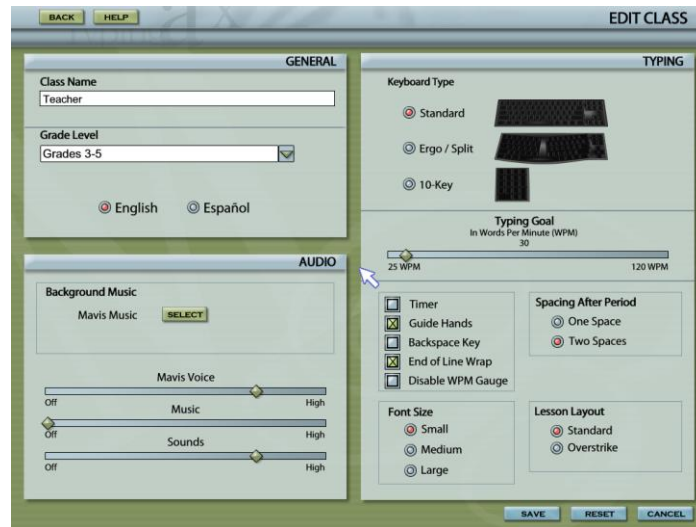 BACK HELP EDIT CLASS
GENERAL
Class Name
Teacher
Grade Level
Grades 3-5
English Español
AUDIO
Background Music
Mavis Music SELECT
Mavis Voice
Off High
Music
Off High
Sounds
Off High
TYPING
Keyboard Type
Standard
Ergo / Split
10-Key
Typing Goal
In Words Per Minute (WPM)
30
25 WPM 120 WPM
Timer
Guide Hands
Backspace Key
End of Line Wrap
Disable WPM Gauge
Spacing After Period
One Space
Two Spaces
Font Size
Small
Medium
Large
Lesson Layout
Standard
Overstrike
SAVE RESET CANCEL